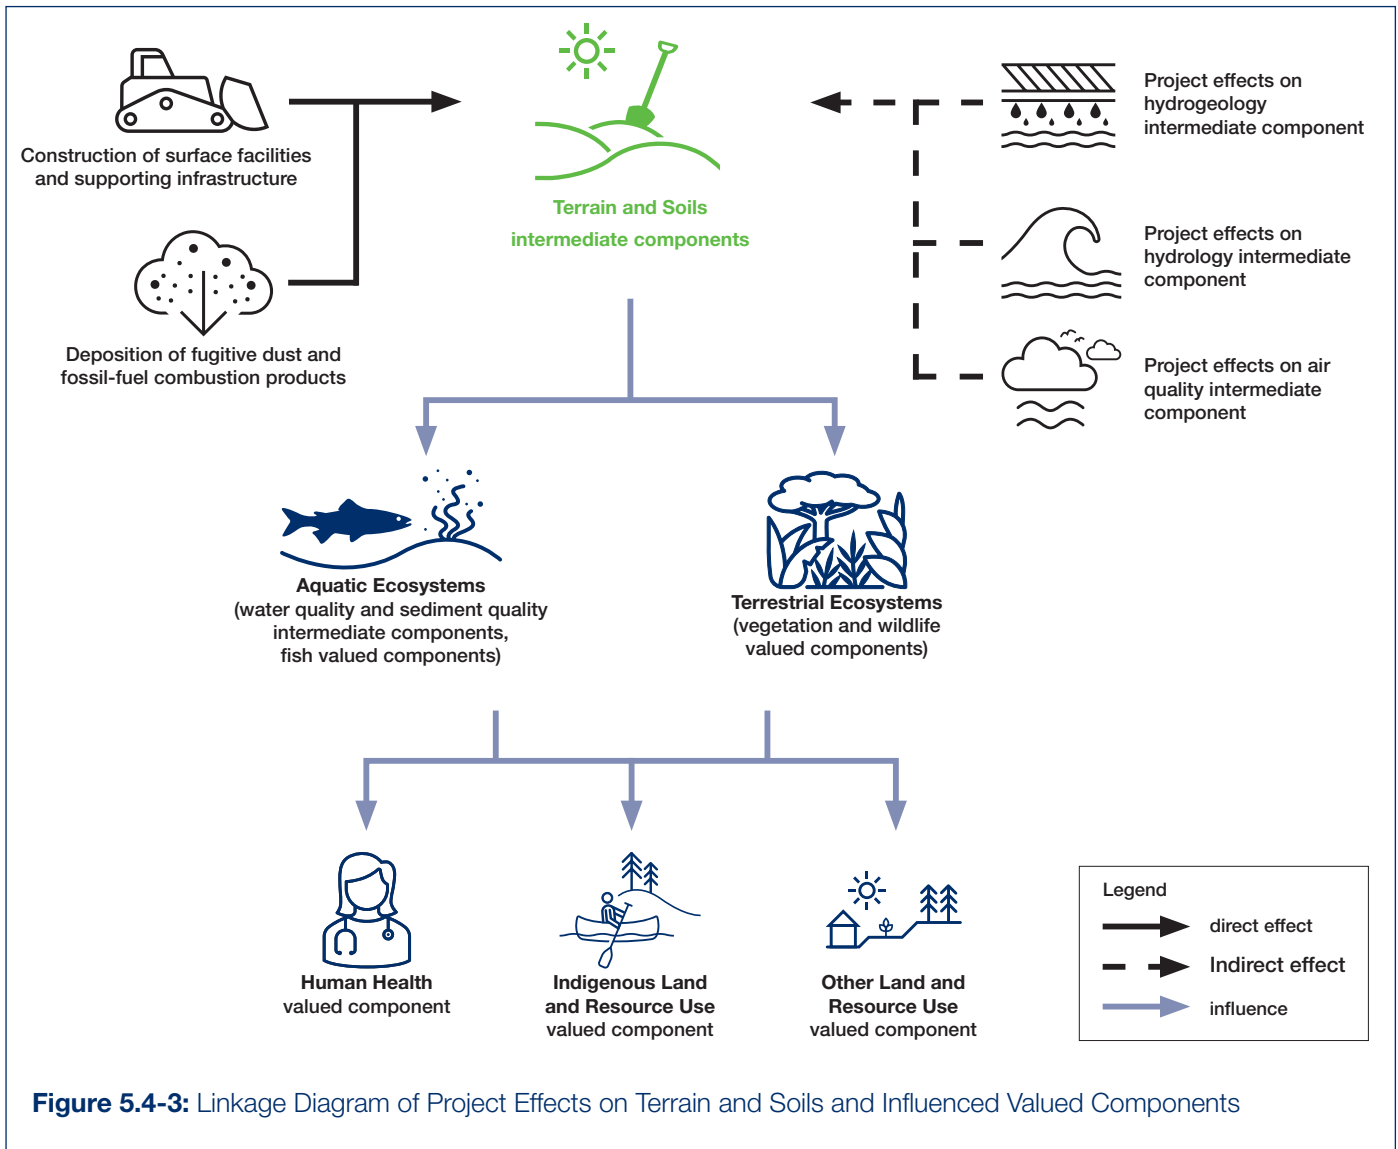 Construction of surface facilities
and supporting infrastructure
Deposition of fugitive dust and
fossil-fuel combustion products
Terrain and Soils
intermediate components
Project effects on
hydrogeology
intermediate component
Project effects on
hydrology intermediate
component
Project effects on air
quality intermediate
component
Aquatic Ecosystems
(water quality and sediment quality
intermediate components,
fish valued components)
Terrestrial Ecosystems
(vegetation and wildlife
valued components)
Human Health
valued component
Indigenous Land
and Resource Use
valued component
Other Land and
Resource Use
valued component
Legend
direct effect
Indirect effect
influence
Figure 5.4-3: Linkage Diagram of Project Effects on Terrain and Soils and Influenced Valued Components